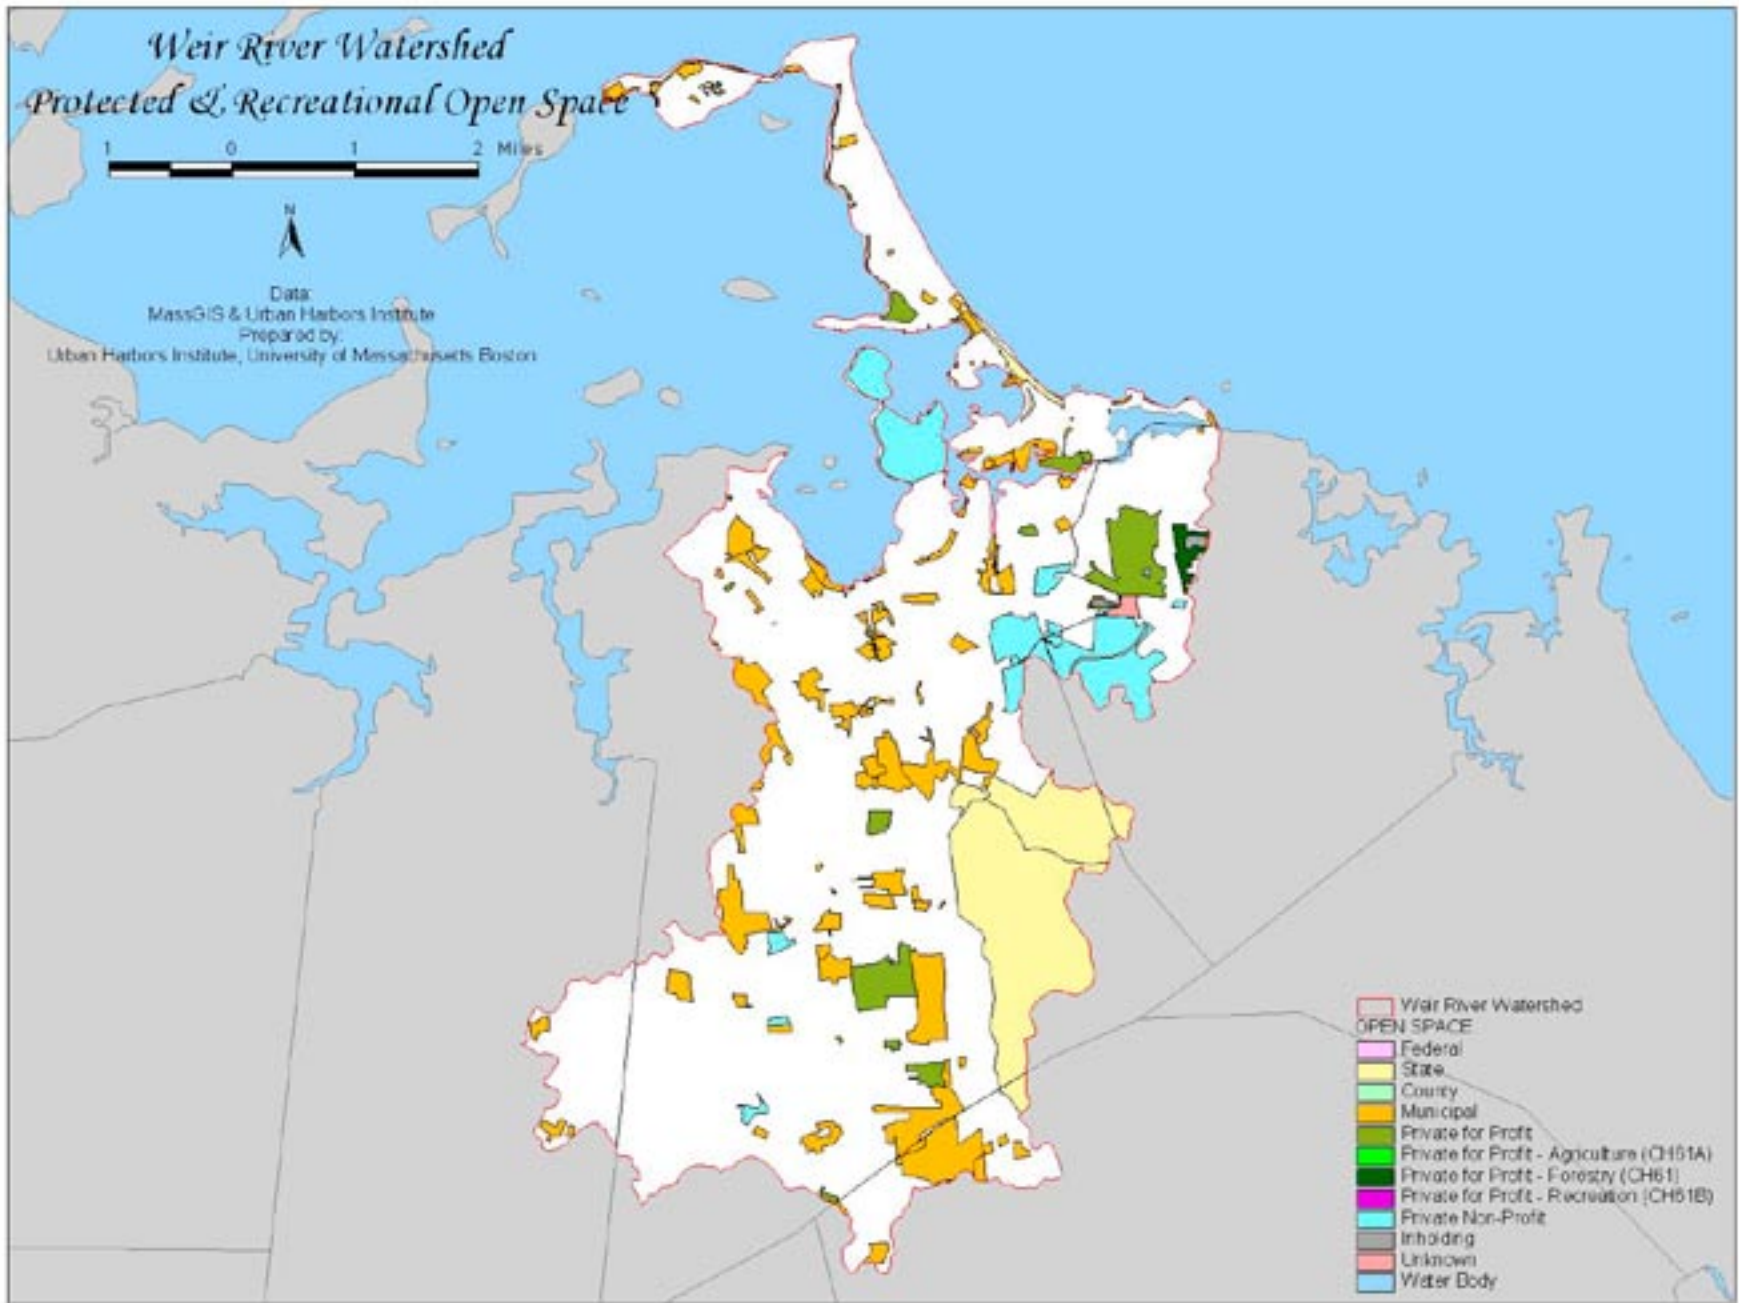 Weir River Watershed
Protected & Recreational Open Space
1 0 1 2 Miles
N
Data:
MassGIS & Urban Harbors Institute
Prepared by:
Urban Harbors Institute, University of Massachusetts Boston
Weir River Watershed
OPEN SPACE
Federal
State
County
Municipal
Private for Profit
Private for Profit - Agriculture (CH61A)
Private for Profit - Forestry (CH61)
Private for Profit - Recreation (CH61B)
Private Non-Profit
Inholding
Unknown
Water Body